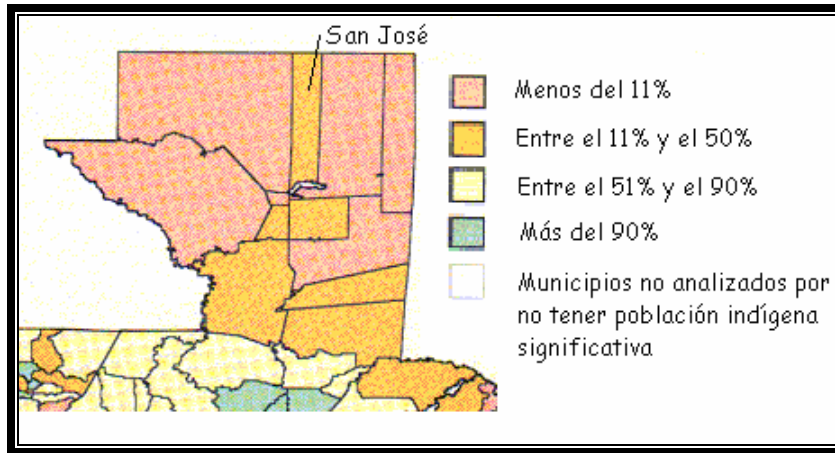 San José
Menos del 11%
Entre el 11% y el 50%
Entre el 51% y el 90%
Más del 90%
Municipios no analizados por
no tener población indígena
significativa